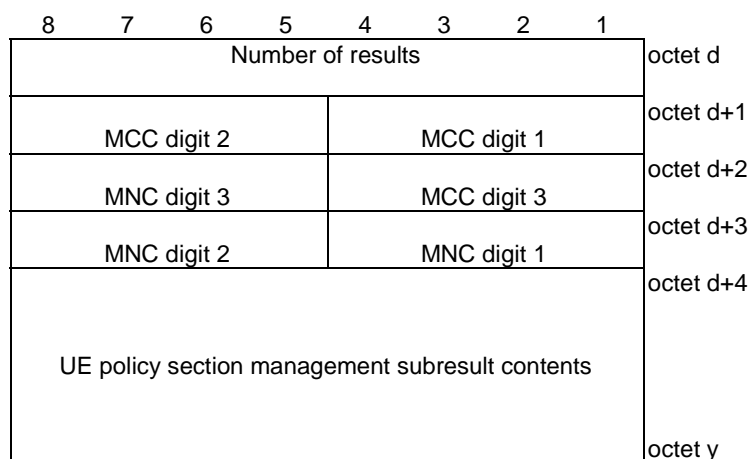 8 7 6 5 4 3 2 1
Number of results octet d
octet d+1
MCC digit 2 MCC digit 1
octet d+2
MNC digit 3 MCC digit 3
octet d+3
MNC digit 2 MNC digit 1
octet d+4
UE policy section management subresult contents
octet y